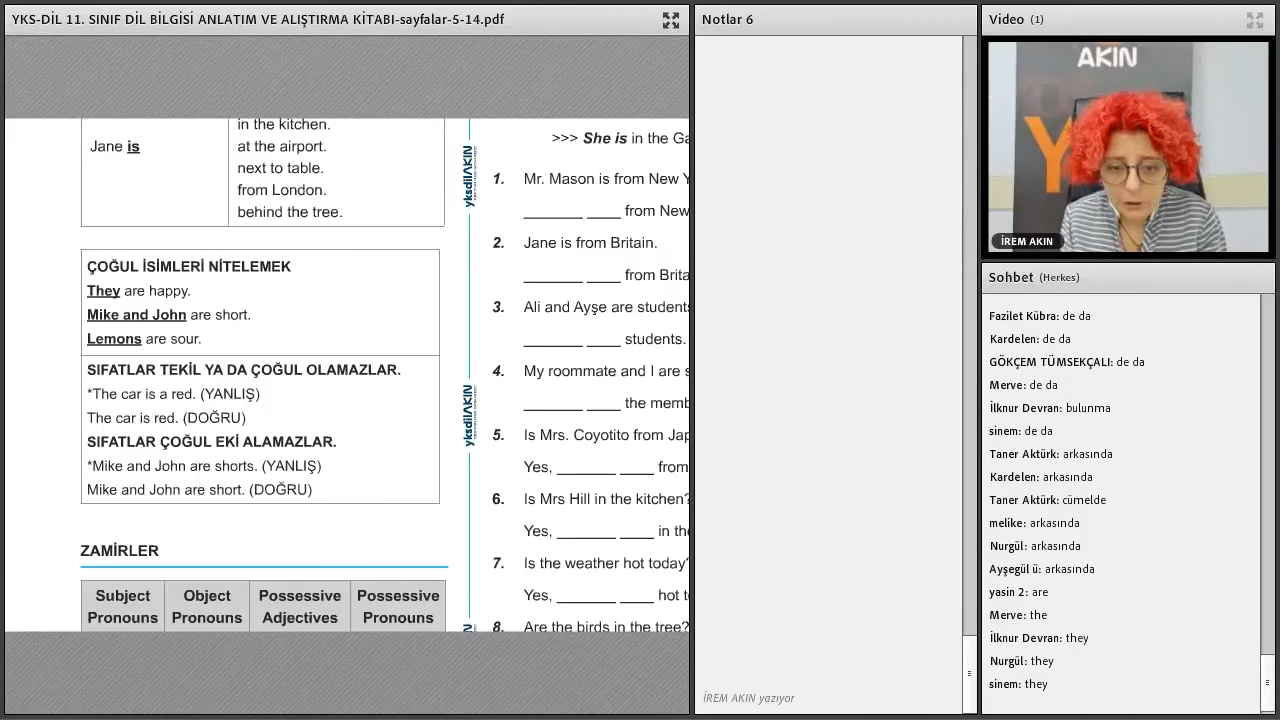 YKS-DİL 11. SINIF DİL BİLGİSİ ANLATIM VE ALIŞTIRMA KİTABI-sayfalar-5-14.pdf
in the kitchen.
Jane is
at the airport.
next to table.
from London.
behind the tree.
ÇOĞUL İSİMLERİ NİTELEMEK
They are happy.
Mike and John are short.
Lemons are sour.
SIFATLAR TEKİL YA DA ÇOĞUL OLAMAZLAR.
*The car is a red. (YANLIŞ)
The car is red. (DOĞRU)
SIFATLAR ÇOĞUL EKİ ALAMAZLAR.
*Mike and John are shorts. (YANLIŞ)
Mike and John are short. (DOĞRU)
ZAMİRLER
Subject Pronouns
Object Pronouns
Possessive Adjectives
Possessive Pronouns
yksdilAKIN
yksdilAKIN
>>> She is in the Ga
1. Mr. Mason is from New Y
_______ ____ from New
2. Jane is from Britain.
_______ ____ from Brita
3. Ali and Ayşe are students
_______ ____ students.
4. My roommate and I are s
_______ ____ the memb
5. Is Mrs. Coyotito from Jap
Yes, _______ ____ from
6. Is Mrs Hill in the kitchen?
Yes, _______ ____ in the
7. Is the weather hot today?
Yes, _______ ____ hot to
8. Are the birds in the tree?
Notlar 6
İREM AKIN yazıyor
Video (1)
AKIN
Y
İREM AKIN
Sohbet (Herkes)
Fazilet Kübra: de da
Kardelen: de da
GÖKÇEM TÜMSEKÇALI: de da
Merve: de da
İlknur Devran: bulunma
sinem: de da
Taner Aktürk: arkasında
Kardelen: arkasında
Taner Aktürk: cümelde
melike: arkasında
Nurgül: arkasında
Ayşegül ü: arkasında
yasin 2: are
Merve: the
İlknur Devran: they
Nurgül: they
sinem: they